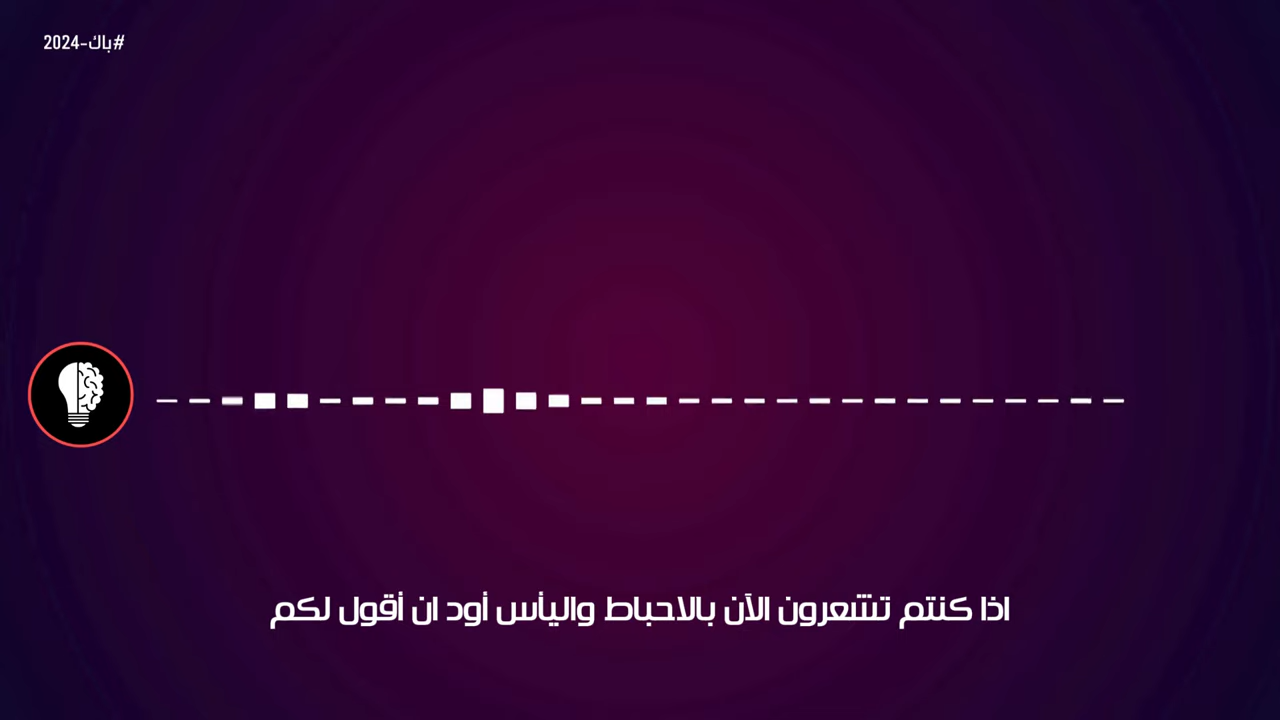 #باك-2024
اذا كنتم تشعرون الآن بالاحباط واليأس أود ان أقول لكم